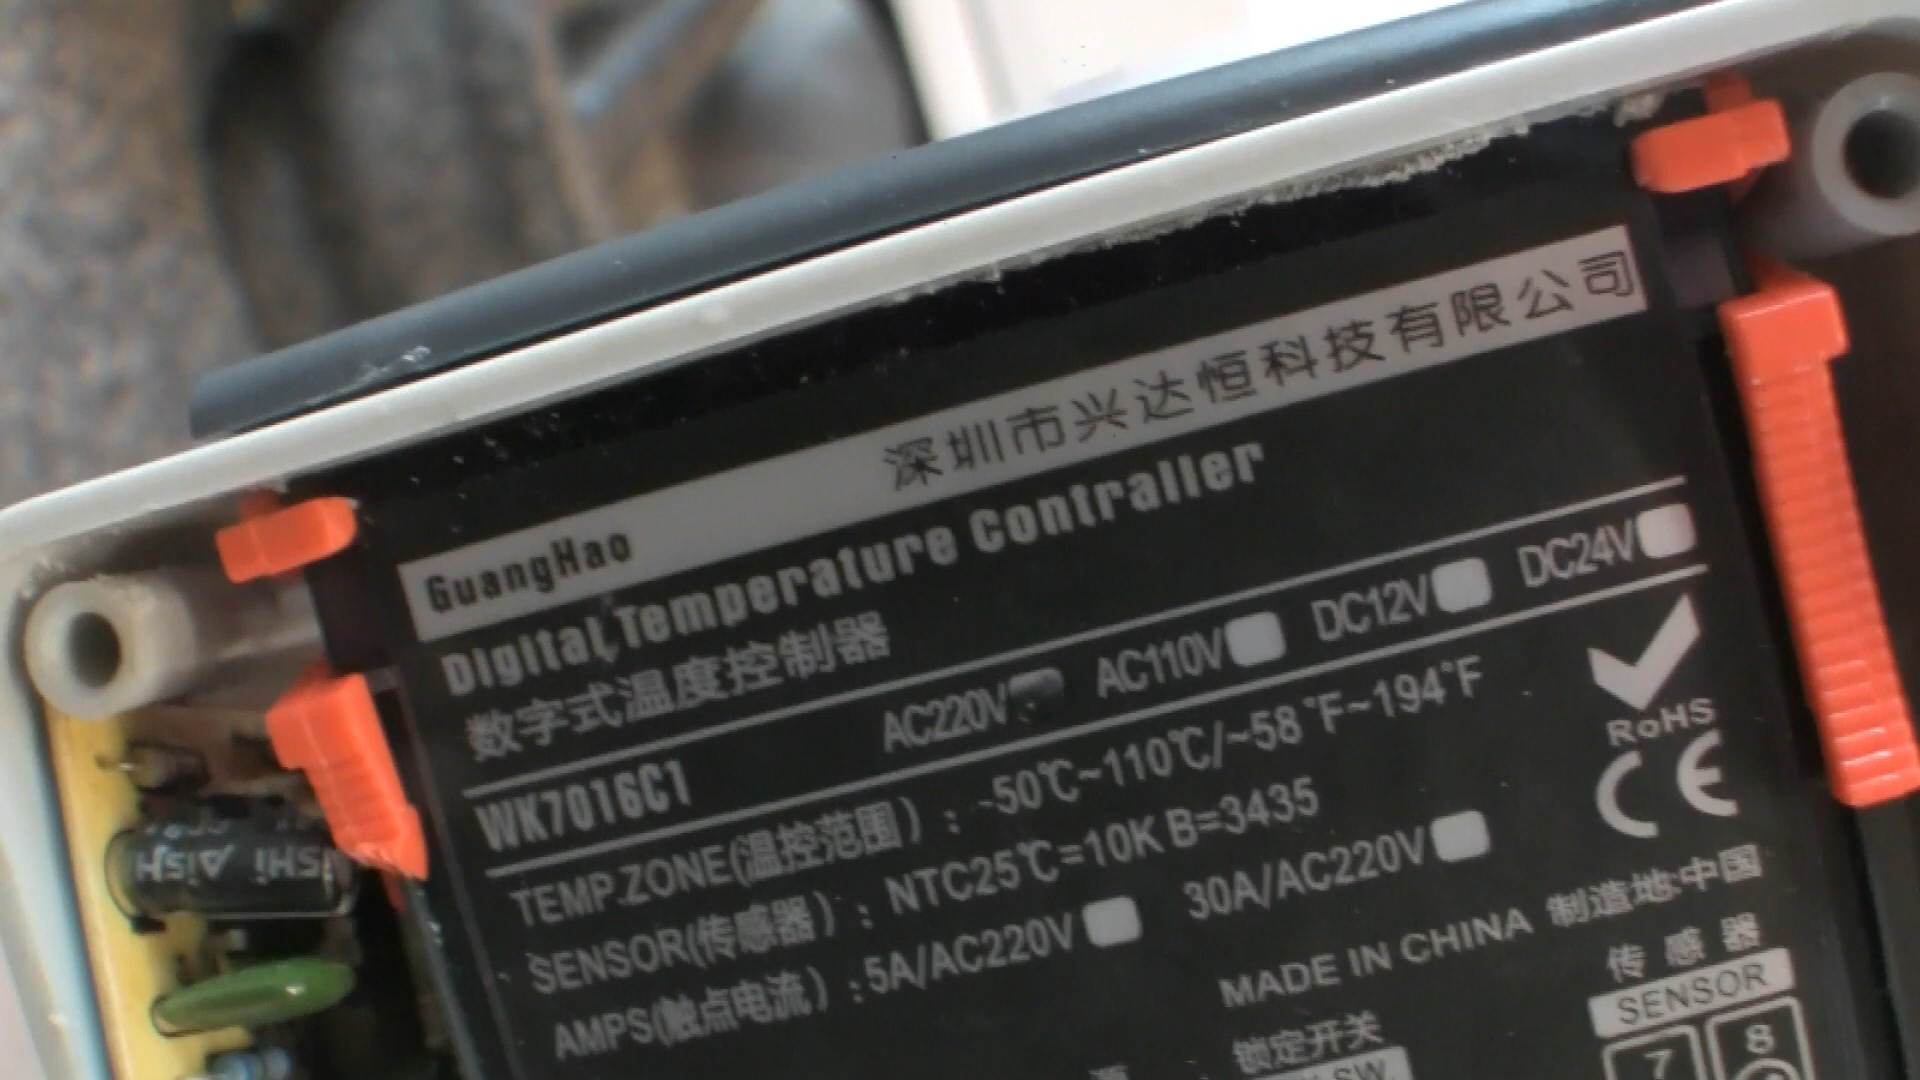 GuangHao 深圳市兴达恒科技有限公司
Digital Temperature Contraller
数字式温度控制器
WK7016C1 AC220V AC110V DC12V DC24V
TEMP.ZONE(温控范围）: -50℃~110℃/~58°F~194°F
RoHS
CE
SENSOR(传感器）: NTC25℃=10K B=3435
AMPS(触点电流）:5A/AC220V 30A/AC220V
MADE IN CHINA 制造地:中国
传感器
SENSOR
锁定开关
SW.
7 8
AiSHi